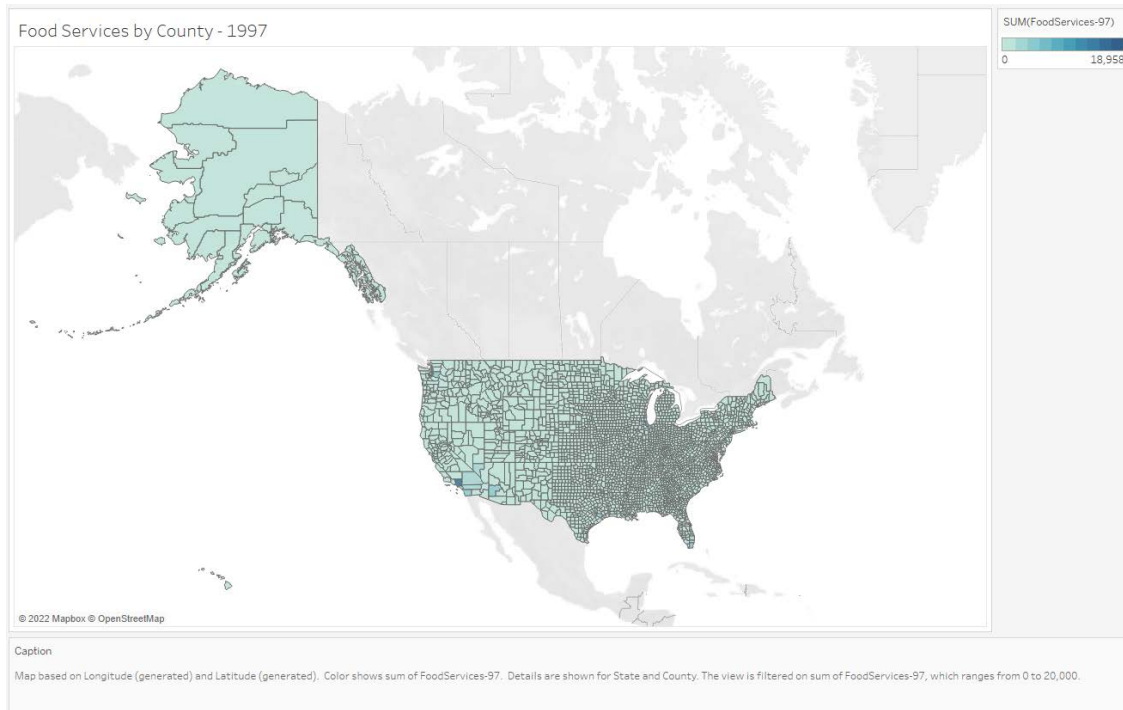 Food Services by County - 1997
SUM(FoodServices-97)
0 18,958
© 2022 Mapbox © OpenStreetMap
Caption
Map based on Longitude (generated) and Latitude (generated). Color shows sum of FoodServices-97. Details are shown for State and County. The view is filtered on sum of FoodServices-97, which ranges from 0 to 20,000.